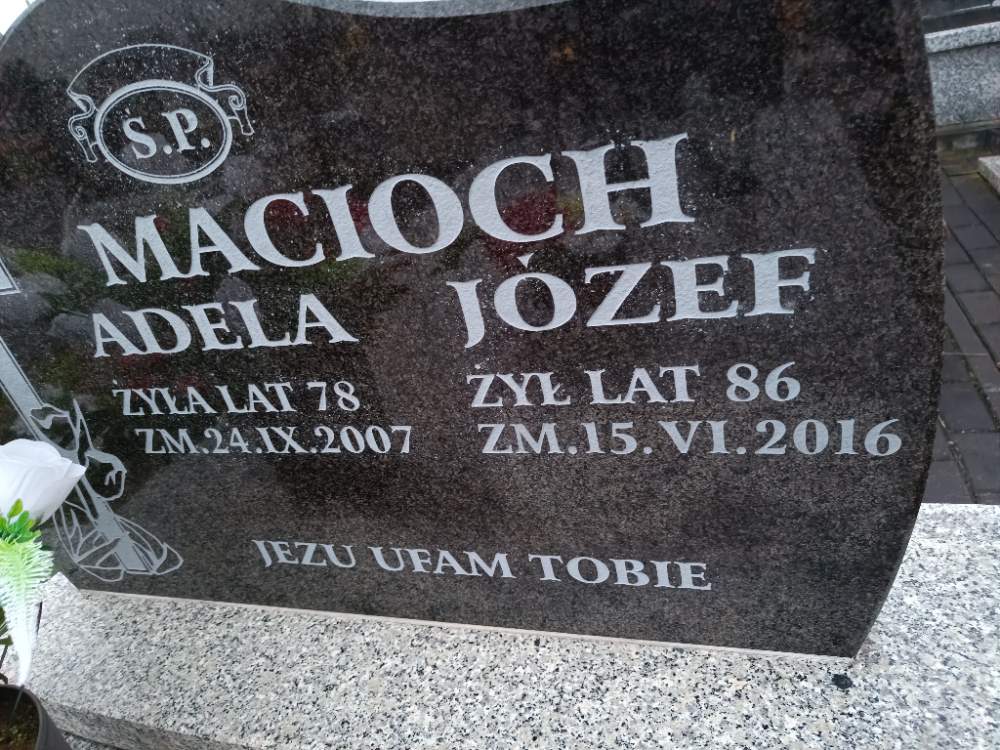 S.P.
MACIOCH
ADELA JÓZEF
ŻYŁA LAT 78 ŻYŁ LAT 86
ZM.24.IX.2007 ZM.15.VI.2016
JEZU UFAM TOBIE